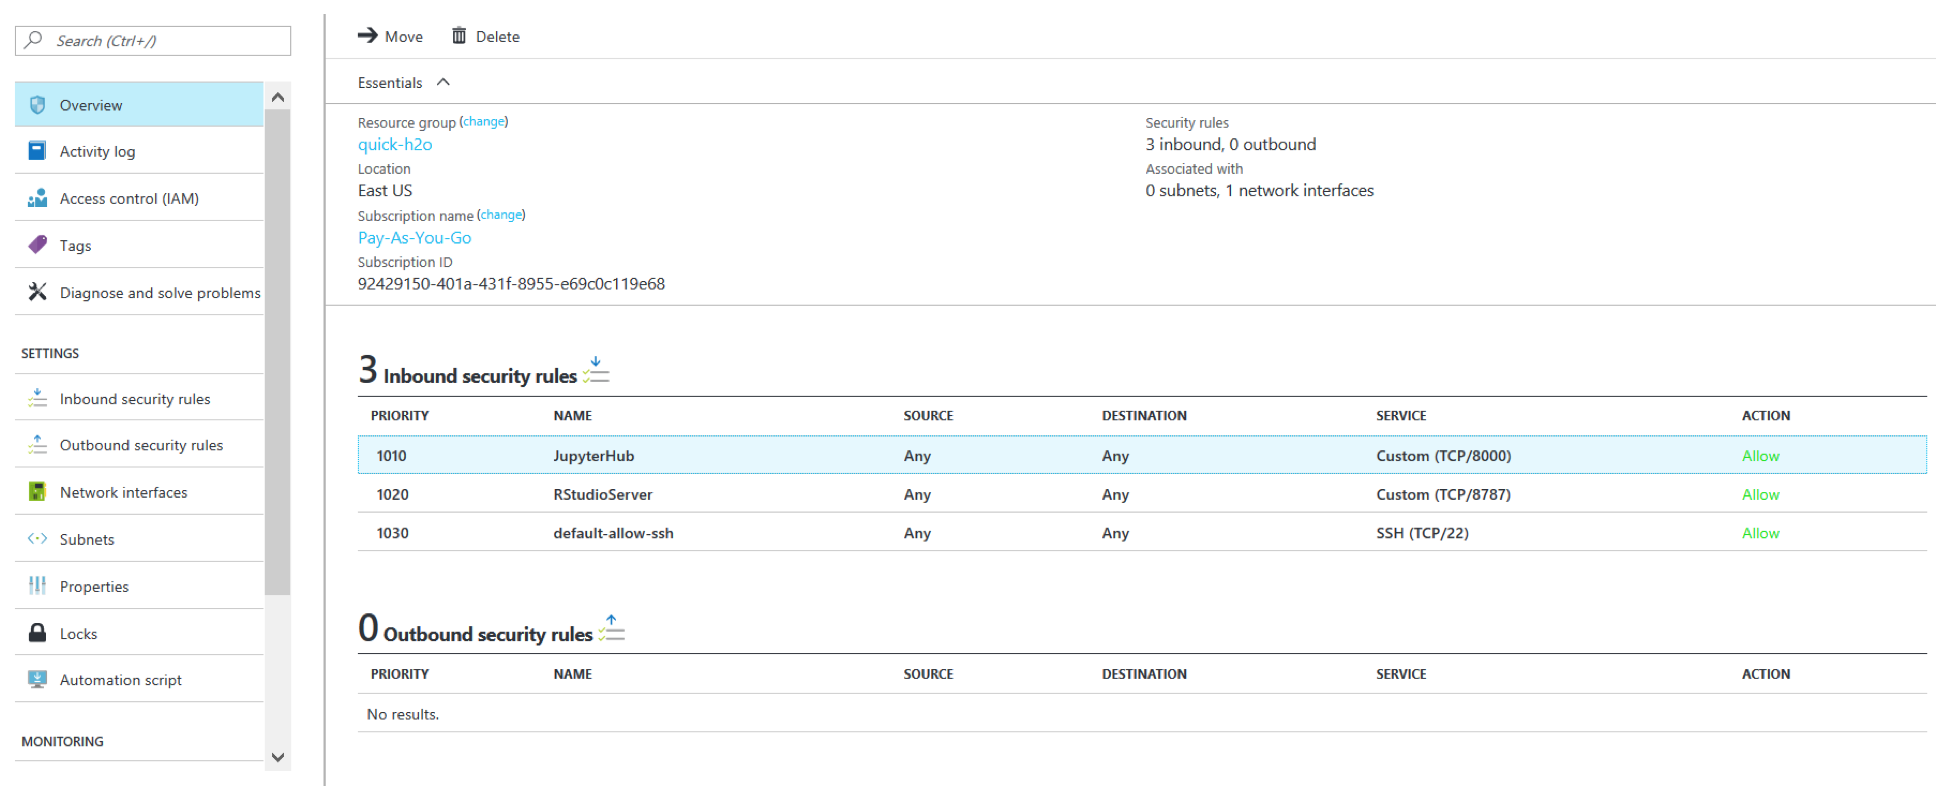 Search (Ctrl+/)
Overview
Activity log
Access control (IAM)
Tags
Diagnose and solve problems
SETTINGS
Inbound security rules
Outbound security rules
Network interfaces
Subnets
Properties
Locks
Automation script
MONITORING
Move Delete
Essentials
Resource group (change)
quick-h2o
Location
East US
Subscription name (change)
Pay-As-You-Go
Subscription ID
92429150-401a-431f-8955-e69c0c119e68
Security rules
3 inbound, 0 outbound
Associated with
0 subnets, 1 network interfaces
3 Inbound security rules
PRIORITY NAME SOURCE DESTINATION SERVICE ACTION
1010 JupyterHub Any Any Custom (TCP/8000) Allow
1020 RStudioServer Any Any Custom (TCP/8787) Allow
1030 default-allow-ssh Any Any SSH (TCP/22) Allow
0 Outbound security rules
PRIORITY NAME SOURCE DESTINATION SERVICE ACTION
No results.